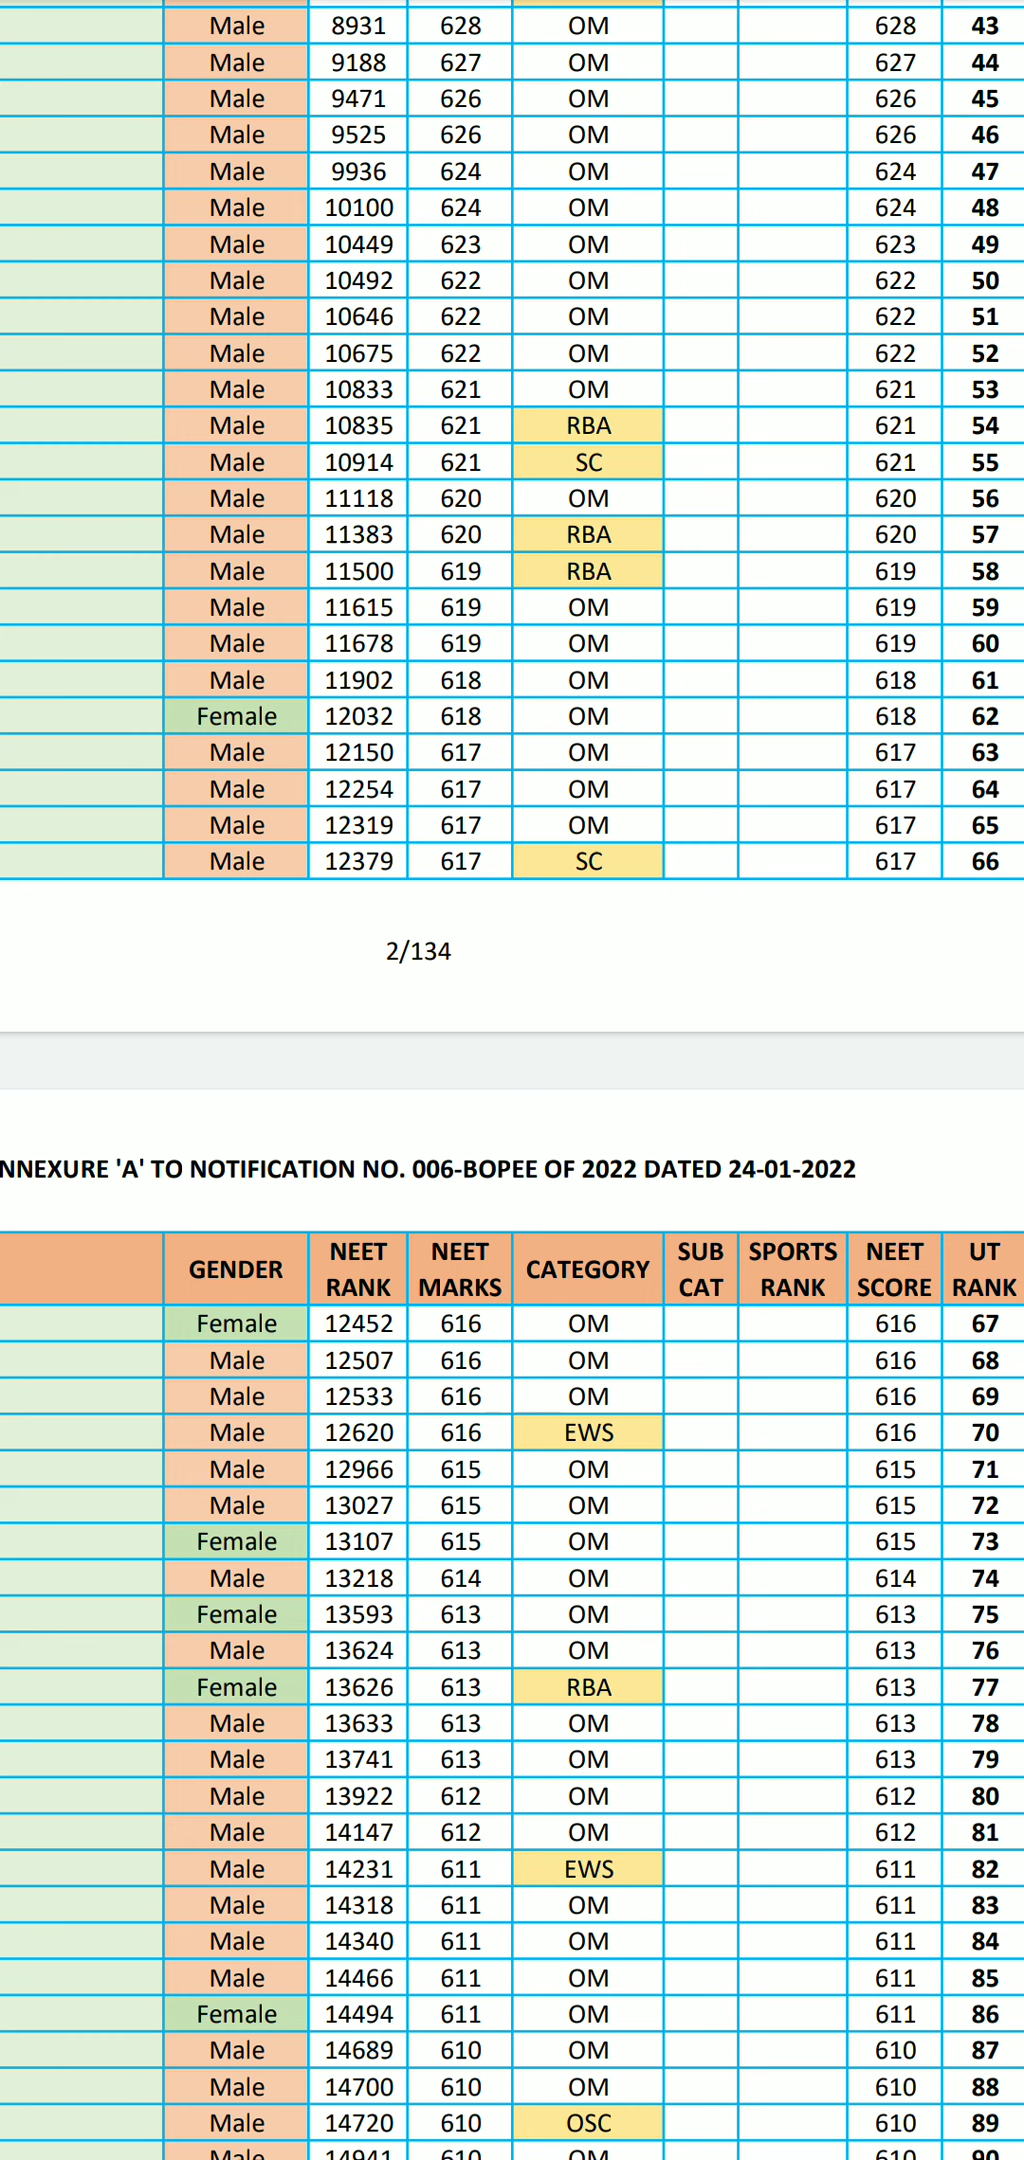 Male 8931 628 OM 628 43
Male 9188 627 OM 627 44
Male 9471 626 OM 626 45
Male 9525 626 OM 626 46
Male 9936 624 OM 624 47
Male 10100 624 OM 624 48
Male 10449 623 OM 623 49
Male 10492 622 OM 622 50
Male 10646 622 OM 622 51
Male 10675 622 OM 622 52
Male 10833 621 OM 621 53
Male 10835 621 RBA 621 54
Male 10914 621 SC 621 55
Male 11118 620 OM 620 56
Male 11383 620 RBA 620 57
Male 11500 619 RBA 619 58
Male 11615 619 OM 619 59
Male 11678 619 OM 619 60
Male 11902 618 OM 618 61
Female 12032 618 OM 618 62
Male 12150 617 OM 617 63
Male 12254 617 OM 617 64
Male 12319 617 OM 617 65
Male 12379 617 SC 617 66
2/134
NNEXURE 'A' TO NOTIFICATION NO. 006-BOPEE OF 2022 DATED 24-01-2022
GENDER NEET RANK NEET MARKS CATEGORY SUB CAT SPORTS RANK NEET SCORE UT RANK
Female 12452 616 OM 616 67
Male 12507 616 OM 616 68
Male 12533 616 OM 616 69
Male 12620 616 EWS 616 70
Male 12966 615 OM 615 71
Male 13027 615 OM 615 72
Female 13107 615 OM 615 73
Male 13218 614 OM 614 74
Female 13593 613 OM 613 75
Male 13624 613 OM 613 76
Female 13626 613 RBA 613 77
Male 13633 613 OM 613 78
Male 13741 613 OM 613 79
Male 13922 612 OM 612 80
Male 14147 612 OM 612 81
Male 14231 611 EWS 611 82
Male 14318 611 OM 611 83
Male 14340 611 OM 611 84
Male 14466 611 OM 611 85
Female 14494 611 OM 611 86
Male 14689 610 OM 610 87
Male 14700 610 OM 610 88
Male 14720 610 OSC 610 89
Male 14941 610 OM 610 90